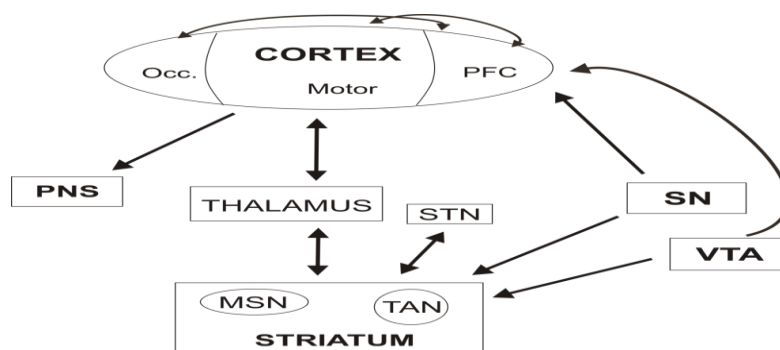 CORTEX
Occ.
PFC
Motor
PNS
THALAMUS
STN
SN
VTA
MSN
TAN
STRIATUM